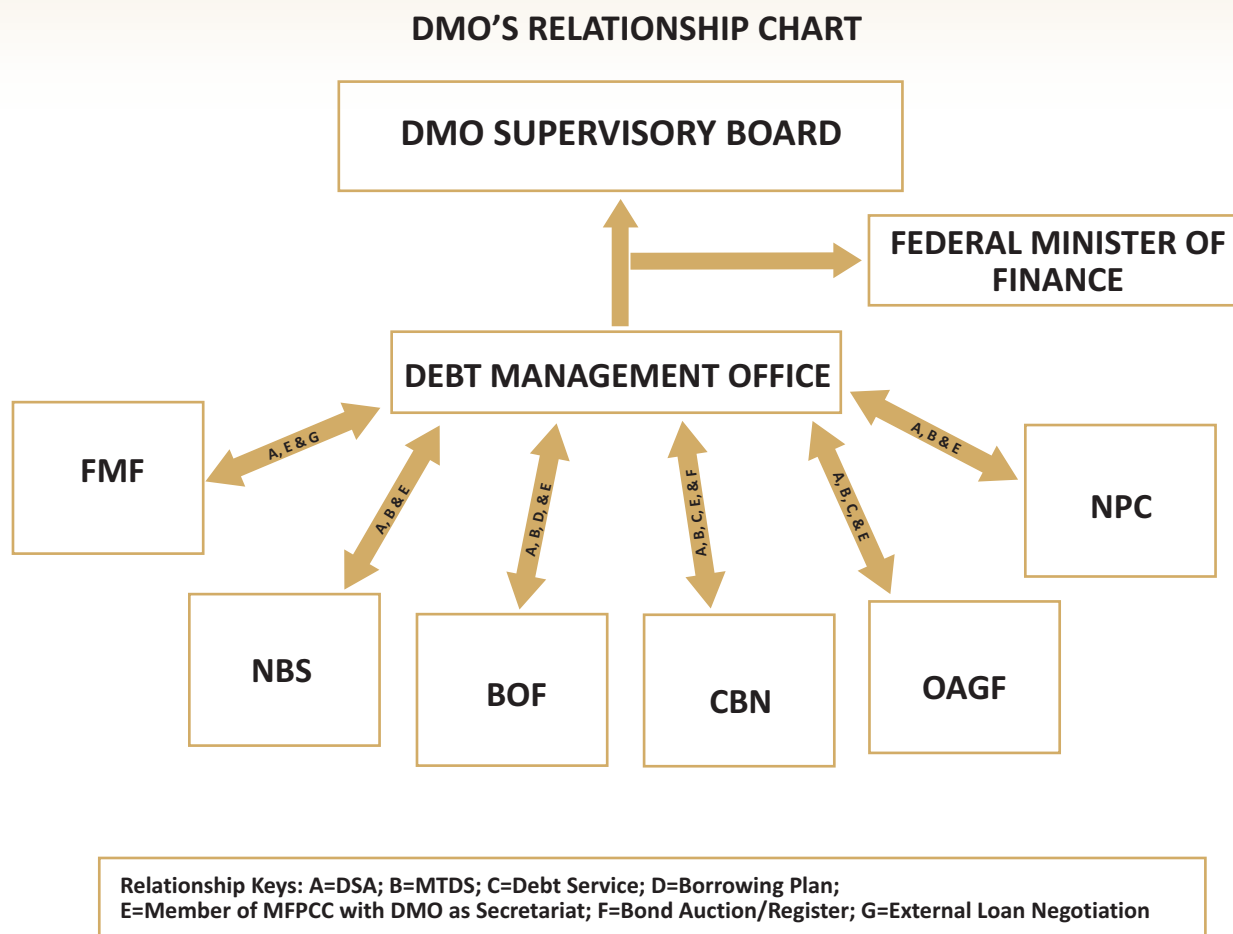 DMO'S RELATIONSHIP CHART
DMO SUPERVISORY BOARD
FEDERAL MINISTER OF
FINANCE
DEBT MANAGEMENT OFFICE
FMF
A, E & G
A, B & E
A, B, D, & E
A, B, C, E, & F
A, B, C, & E
A, B & E
NPC
NBS
BOF
CBN
OAGF
Relationship Keys: A=DSA; B=MTDS; C=Debt Service; D=Borrowing Plan;
E=Member of MFPCC with DMO as Secretariat; F=Bond Auction/Register; G=External Loan Negotiation